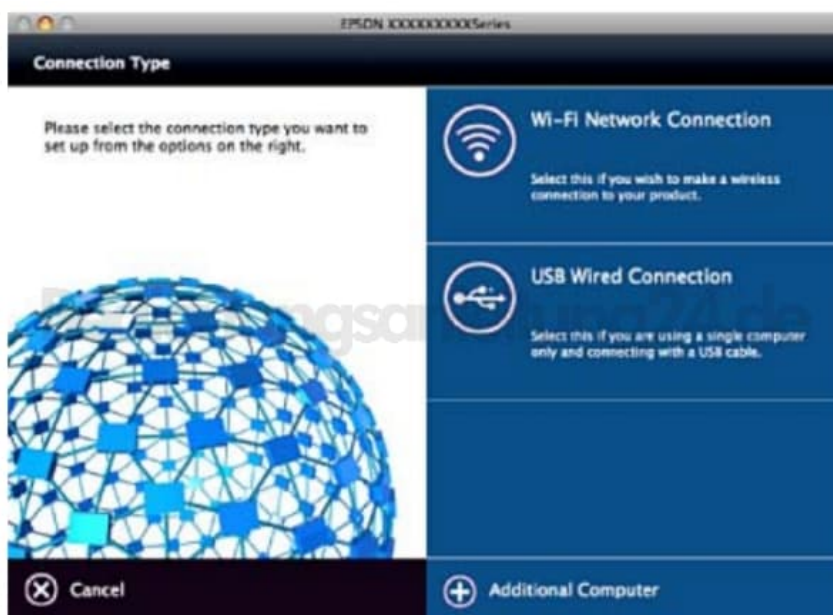 EPSON XXXXXXXXXSeries
Connection Type
Please select the connection type you want to
set up from the options on the right.
Wi-Fi Network Connection
Select this if you wish to make a wireless
connection to your product.
USB Wired Connection
Select this if you are using a single computer
only and connecting with a USB cable.
Cancel
Additional Computer